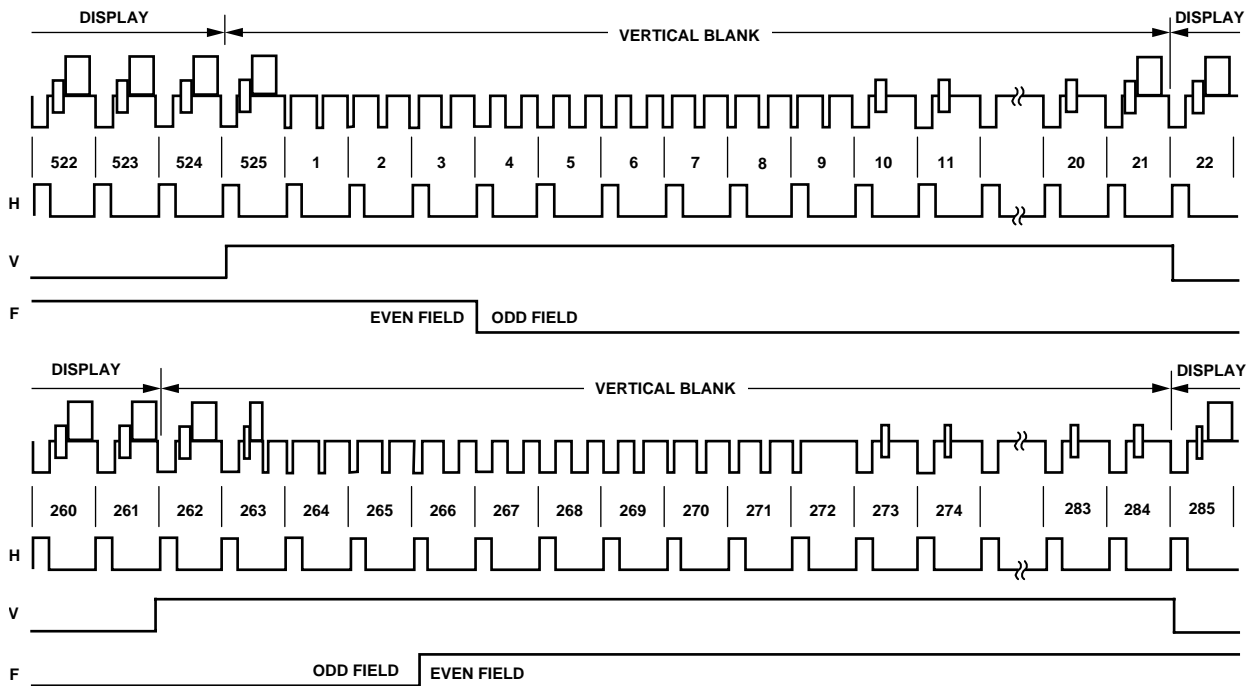 DISPLAY VERTICAL BLANK DISPLAY
522 523 524 525 1 2 3 4 5 6 7 8 9 10 11 20 21 22
H
V
F EVEN FIELD ODD FIELD
DISPLAY VERTICAL BLANK DISPLAY
260 261 262 263 264 265 266 267 268 269 270 271 272 273 274 283 284 285
H
V
F ODD FIELD EVEN FIELD